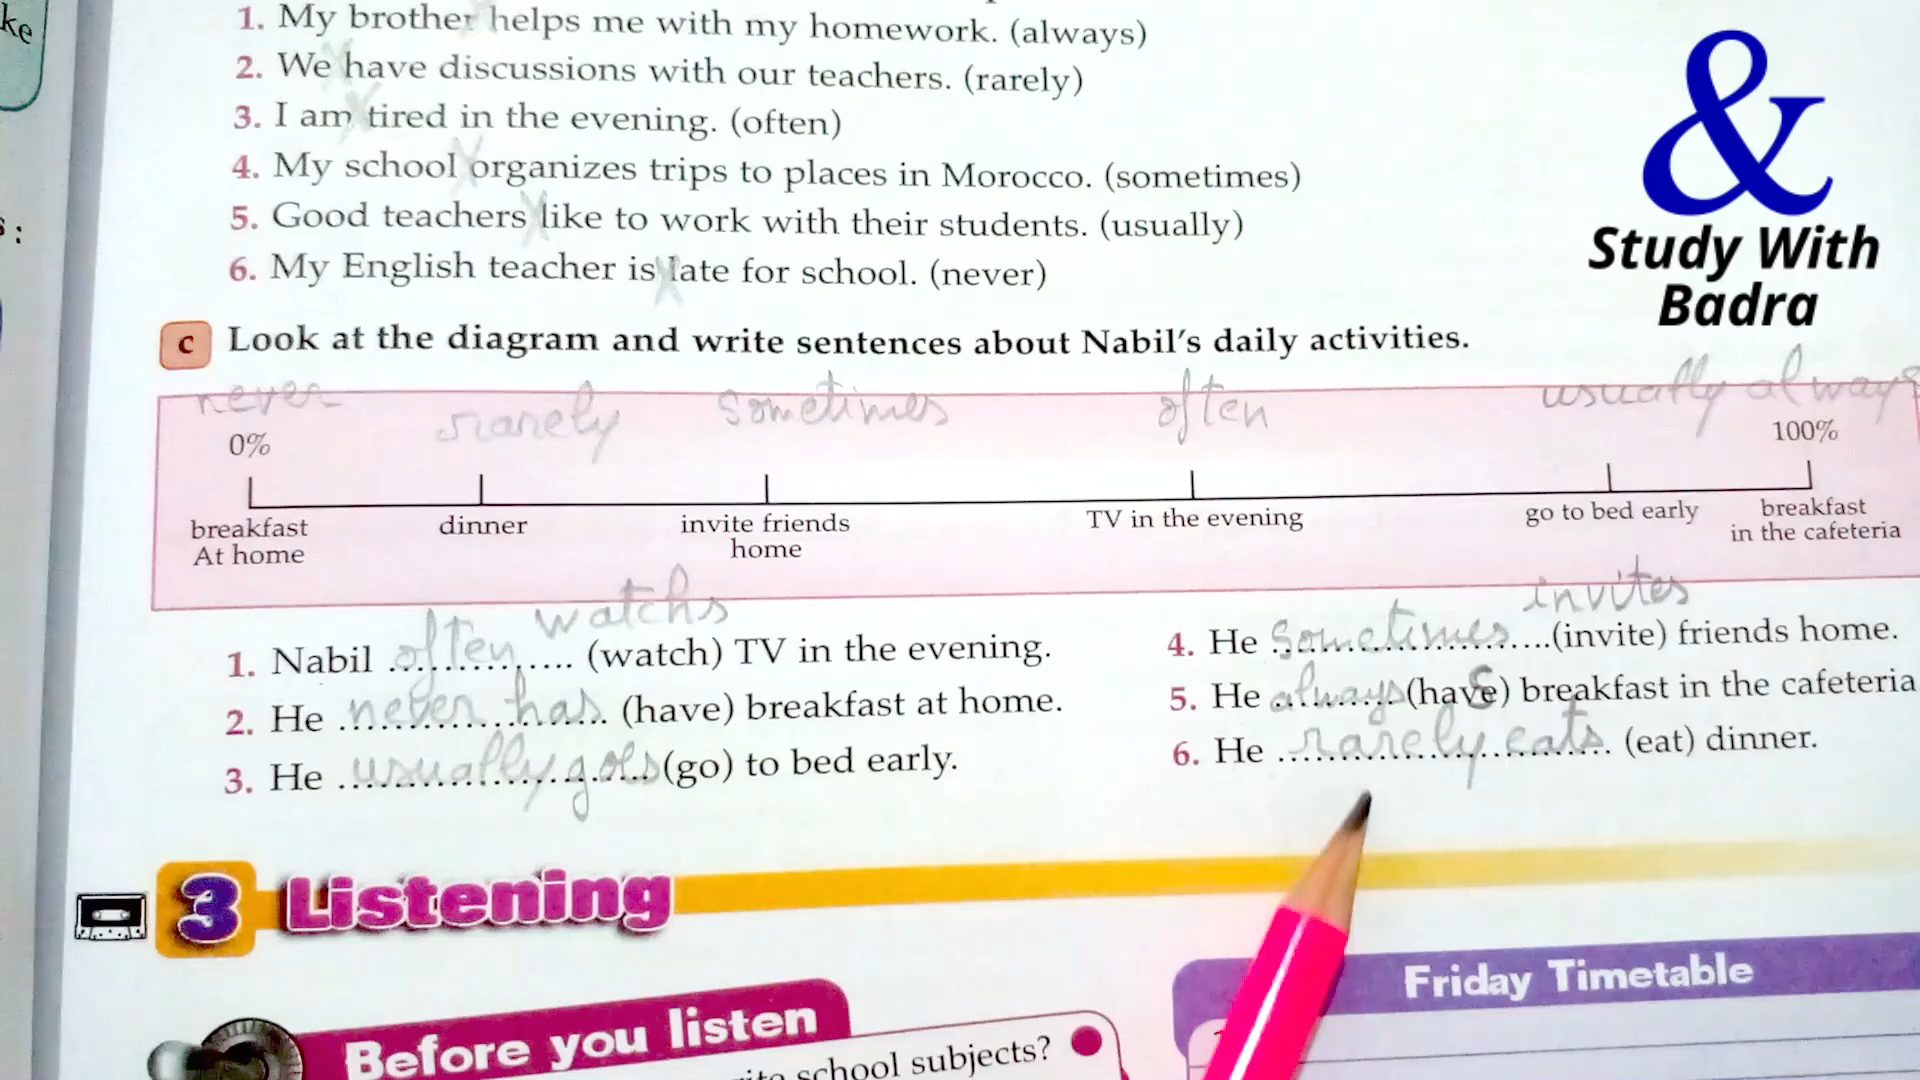 ke
s :
1. My brother helps me with my homework. (always)
2. We have discussions with our teachers. (rarely)
3. I am tired in the evening. (often)
4. My school organizes trips to places in Morocco. (sometimes)
5. Good teachers like to work with their students. (usually)
6. My English teacher is late for school. (never)
&
Study With
Badra
c Look at the diagram and write sentences about Nabil's daily activities.
never rarely sometimes often usually always
0% 100%
breakfast At home
dinner
invite friends home
TV in the evening
go to bed early
breakfast in the cafeteria
1. Nabil often watchs (watch) TV in the evening.
2. He never has (have) breakfast at home.
3. He usually goes (go) to bed early.
4. He sometimes invites (invite) friends home.
5. He always (has) breakfast in the cafeteria
6. He rarely eats (eat) dinner.
3 Listening
Before you listen
school subjects?
Friday Timetable